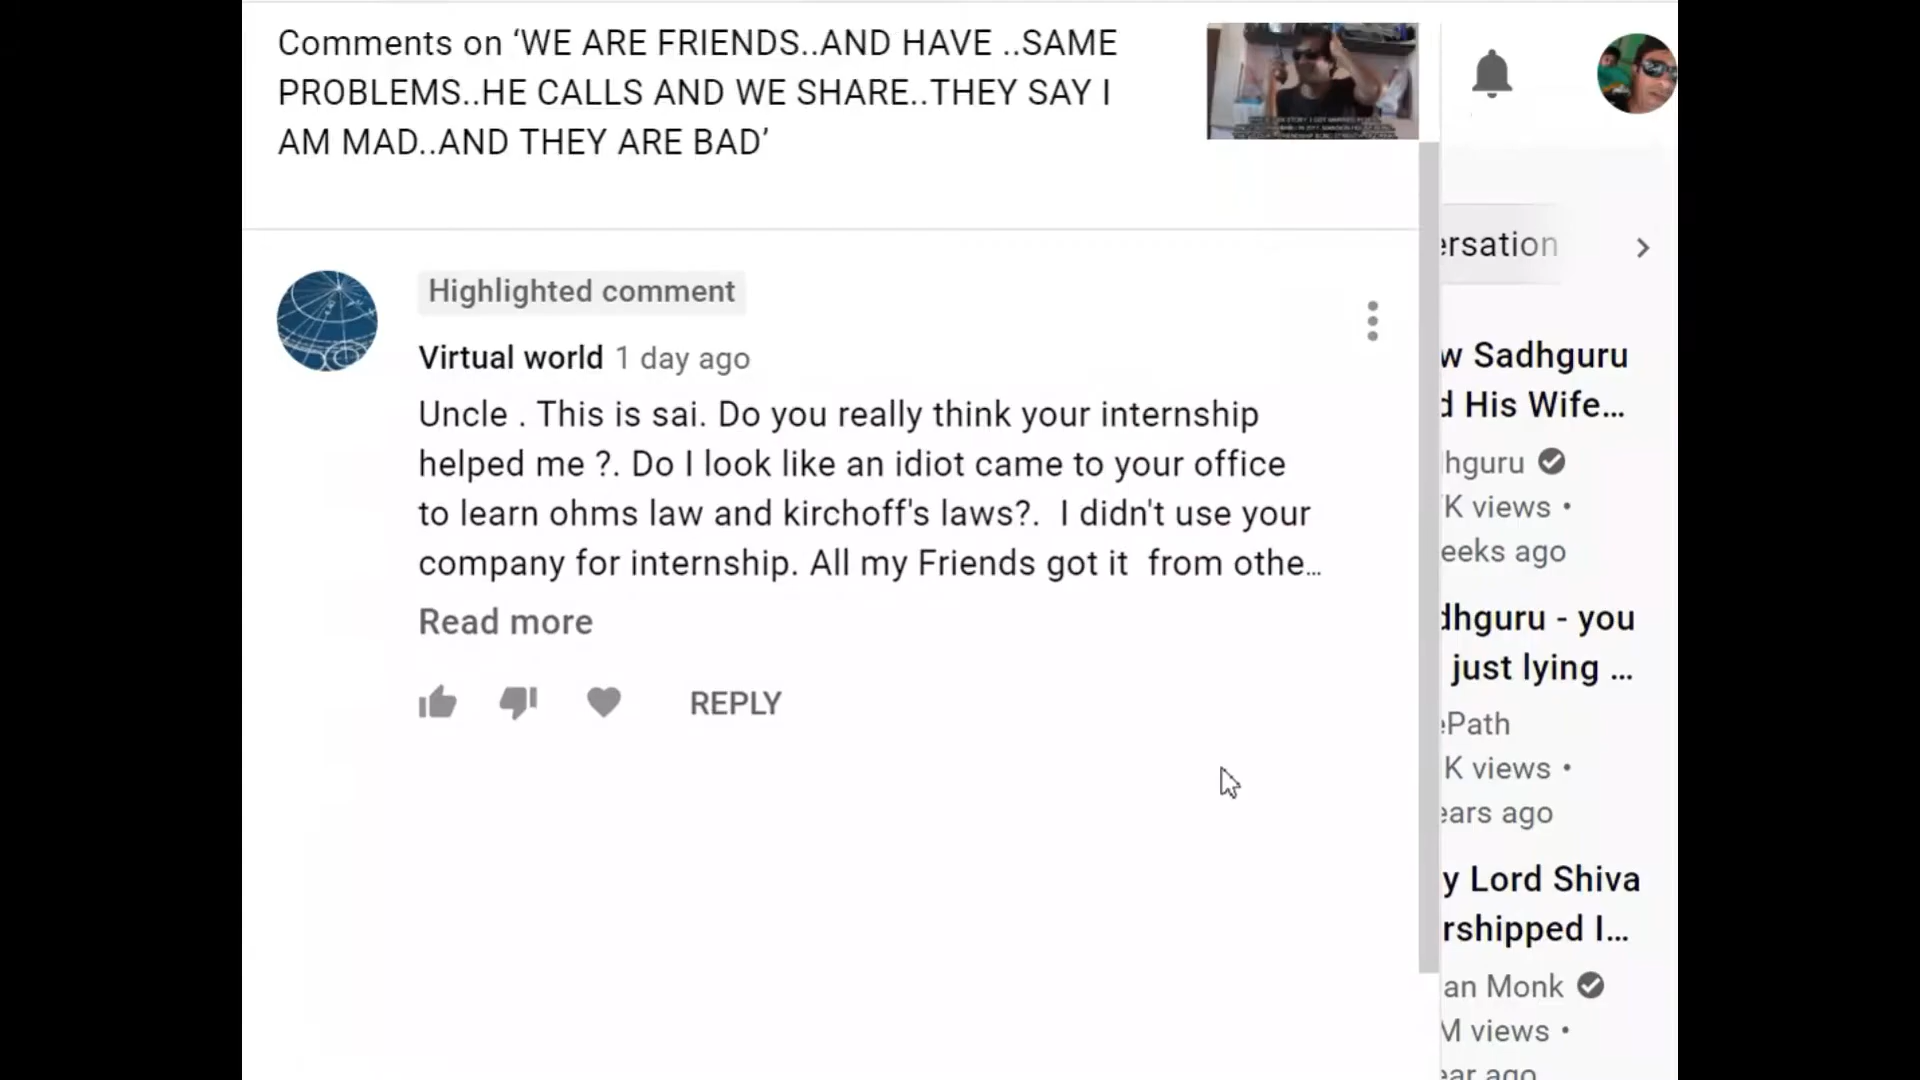 Comments on ‘WE ARE FRIENDS..AND HAVE ..SAME
PROBLEMS..HE CALLS AND WE SHARE..THEY SAY I
AM MAD..AND THEY ARE BAD’
Highlighted comment
Virtual world 1 day ago
Uncle . This is sai. Do you really think your internship
helped me ?. Do I look like an idiot came to your office
to learn ohms law and kirchoff's laws?.  I didn't use your
company for internship. All my Friends got it  from othe…
Read more
REPLY
ersation
w Sadhguru
d His Wife...
hguru
K views •
eeks ago
dhguru - you
just lying ...
ePath
K views •
ears ago
y Lord Shiva
rshipped I...
an Monk
M views •
ear ago